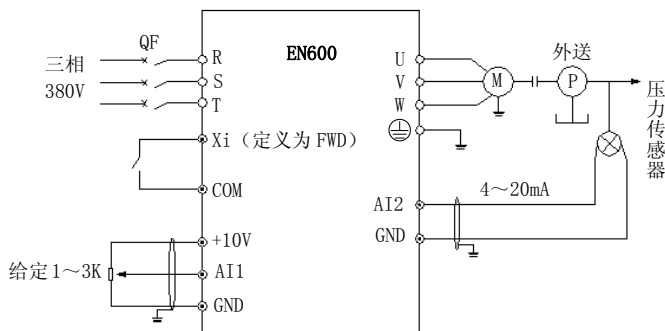 QF
EN600
三相
380V
R
S
T
U
V
W
M
外送
P
压力传感器
Xi（定义为 FWD）
COM
AI2
4～20mA
GND
+10V
给定 1～3K
AI1
GND